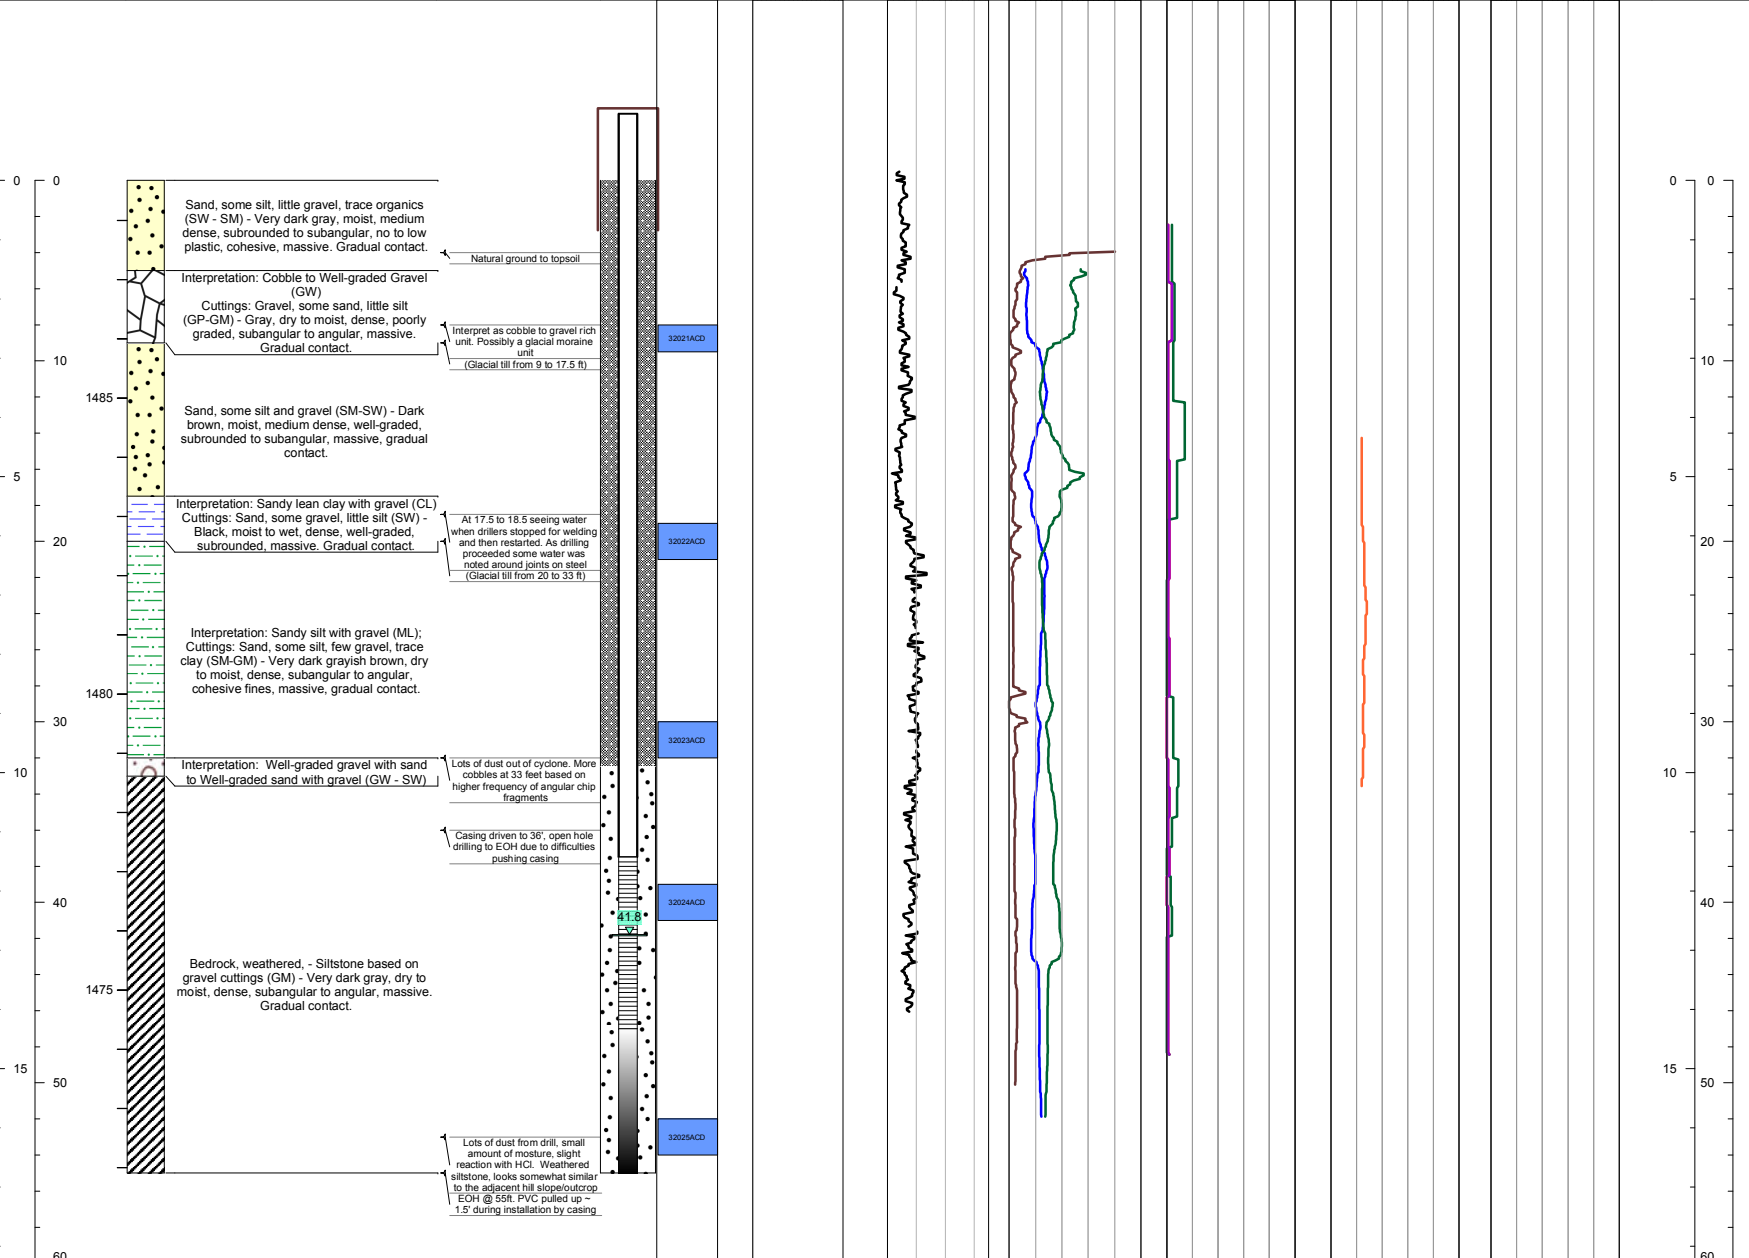 0
0
0
0
Sand, some silt, little gravel, trace organics
(SW - SM) - Very dark gray, moist, medium
dense, subrounded to subangular, no to low
plastic, cohesive, massive. Gradual contact.
Natural ground to topsoil
Interpretation: Cobble to Well-graded Gravel
(GW)
Cuttings: Gravel, some sand, little silt
(GP-GM) - Gray, dry to moist, dense, poorly
graded, subangular to angular, massive.
Gradual contact.
Interpret as cobble to gravel rich
unit. Possibly a glacial moraine
unit
(Glacial till from 9 to 17.5 ft)
32021ACD
10
10
1485
Sand, some silt and gravel (SM-SW) - Dark
brown, moist, medium dense, well-graded,
subrounded to subangular, massive, gradual
contact.
5
5
Interpretation: Sandy lean clay with gravel (CL)
Cuttings: Sand, some gravel, little silt (SW) -
Black, moist to wet, dense, well-graded,
subrounded, massive. Gradual contact.
At 17.5 to 18.5 seeing water
when drillers stopped for welding
and then restarted. As drilling
proceeded some water was
noted around joints on steel
(Glacial till from 20 to 33 ft)
32022ACD
20
20
Interpretation: Sandy silt with gravel (ML);
Cuttings: Sand, some silt, few gravel, trace
clay (SM-GM) - Very dark grayish brown, dry
to moist, dense, subangular to angular,
cohesive fines, massive, gradual contact.
1480
30
30
32023ACD
Interpretation: Well-graded gravel with sand
to Well-graded sand with gravel (GW - SW)
10
10
Lots of dust out of cyclone. More
cobbles at 33 feet based on
higher frequency of angular chip
fragments
Casing driven to 36', open hole
drilling to EOH due to difficulties
pushing casing
40
40
32024ACD
41.8
Bedrock, weathered, - Siltstone based on
gravel cuttings (GM) - Very dark gray, dry to
moist, dense, subangular to angular, massive.
Gradual contact.
1475
15
50
15
50
32025ACD
Lots of dust from drill, small
amount of mosture, slight
reaction with HCl. Weathered
siltstone, looks somewhat similar
to the adjacent hill slope/outcrop
EOH @ 55ft. PVC pulled up ~
1.5' during installation by casing
60
60